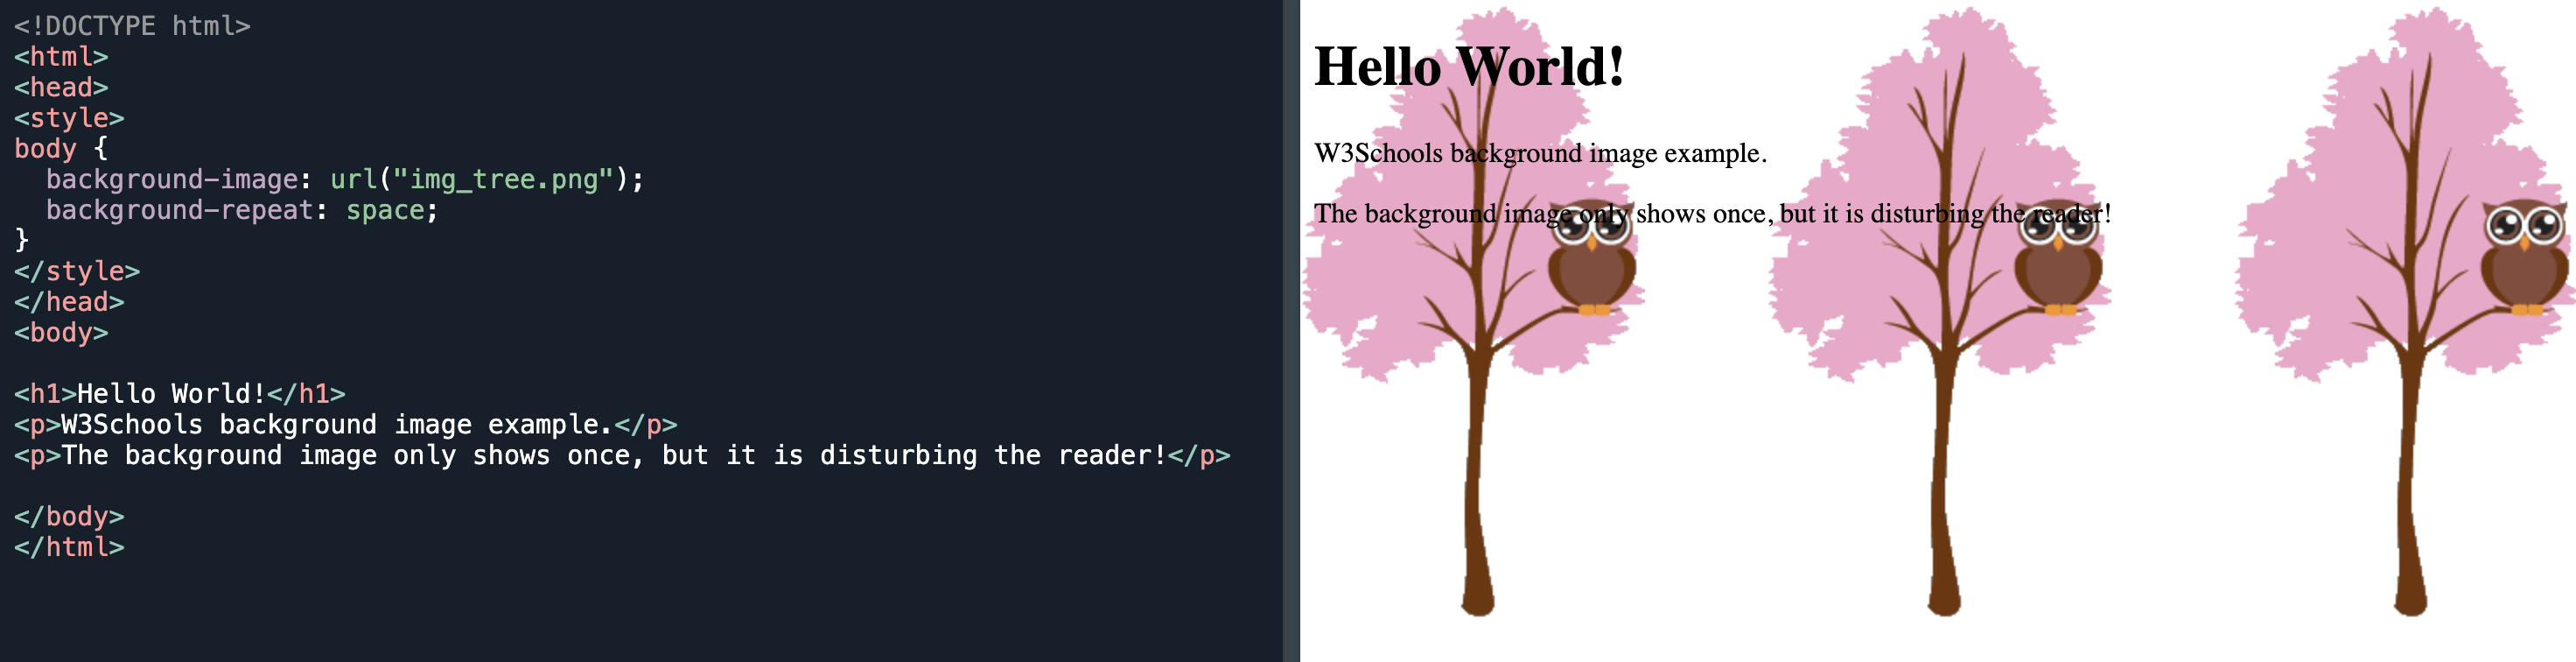 <!DOCTYPE html>
<html>
<head>
<style>
body {
  background-image: url("img_tree.png");
  background-repeat: space;
}
</style>
</head>
<body>

<h1>Hello World!</h1>
<p>W3Schools background image example.</p>
<p>The background image only shows once, but it is disturbing the reader!</p>

</body>
</html>
Hello World!
W3Schools background image example.
The background image only shows once, but it is disturbing the reader!